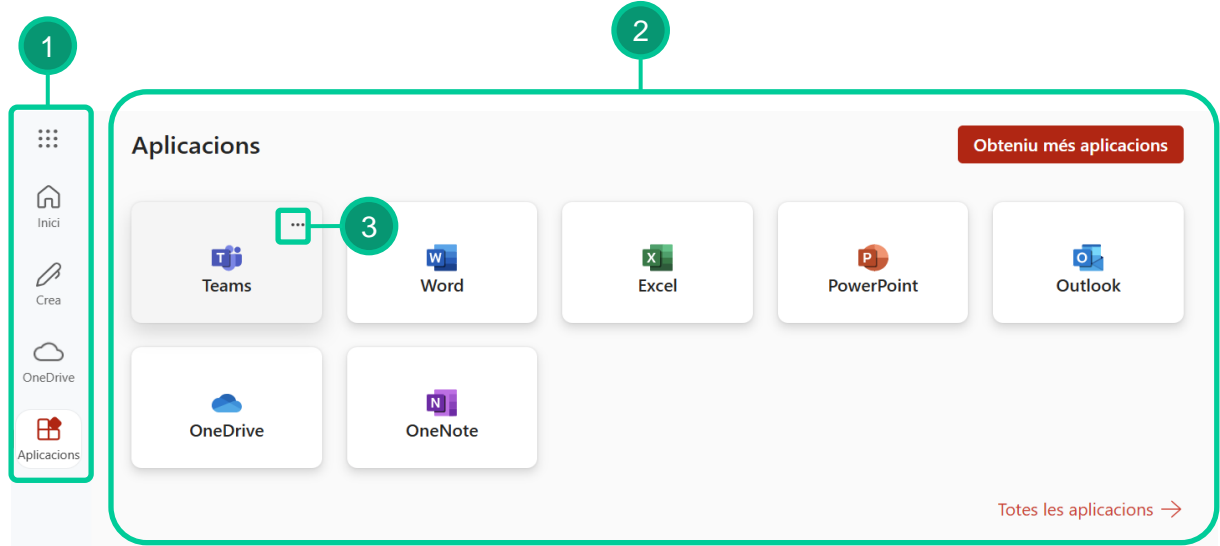 1
2
Aplicacions
Obteniu més aplicacions
Inici
3
Teams
Word
Excel
PowerPoint
Outlook
Crea
OneDrive
OneDrive
OneNote
Aplicacions
Totes les aplicacions